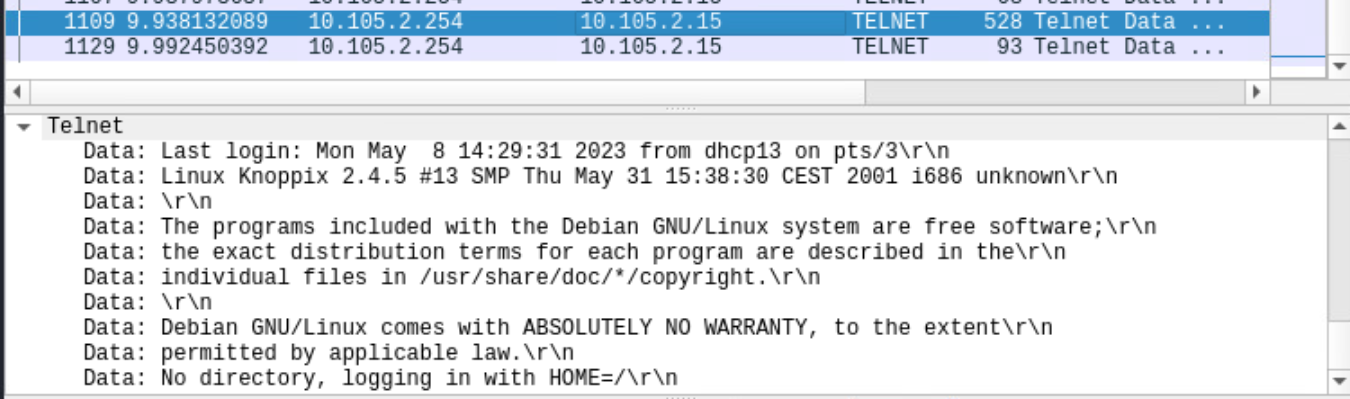 1109 9.938132089 10.105.2.254 10.105.2.15 TELNET 528 Telnet Data ...
1129 9.992450392 10.105.2.254 10.105.2.15 TELNET 93 Telnet Data ...
Telnet
Data: Last login: Mon May  8 14:29:31 2023 from dhcp13 on pts/3\r\n
Data: Linux Knoppix 2.4.5 #13 SMP Thu May 31 15:38:30 CEST 2001 i686 unknown\r\n
Data: \r\n
Data: The programs included with the Debian GNU/Linux system are free software;\r\n
Data: the exact distribution terms for each program are described in the\r\n
Data: individual files in /usr/share/doc/*/copyright.\r\n
Data: \r\n
Data: Debian GNU/Linux comes with ABSOLUTELY NO WARRANTY, to the extent\r\n
Data: permitted by applicable law.\r\n
Data: No directory, logging in with HOME=/\r\n